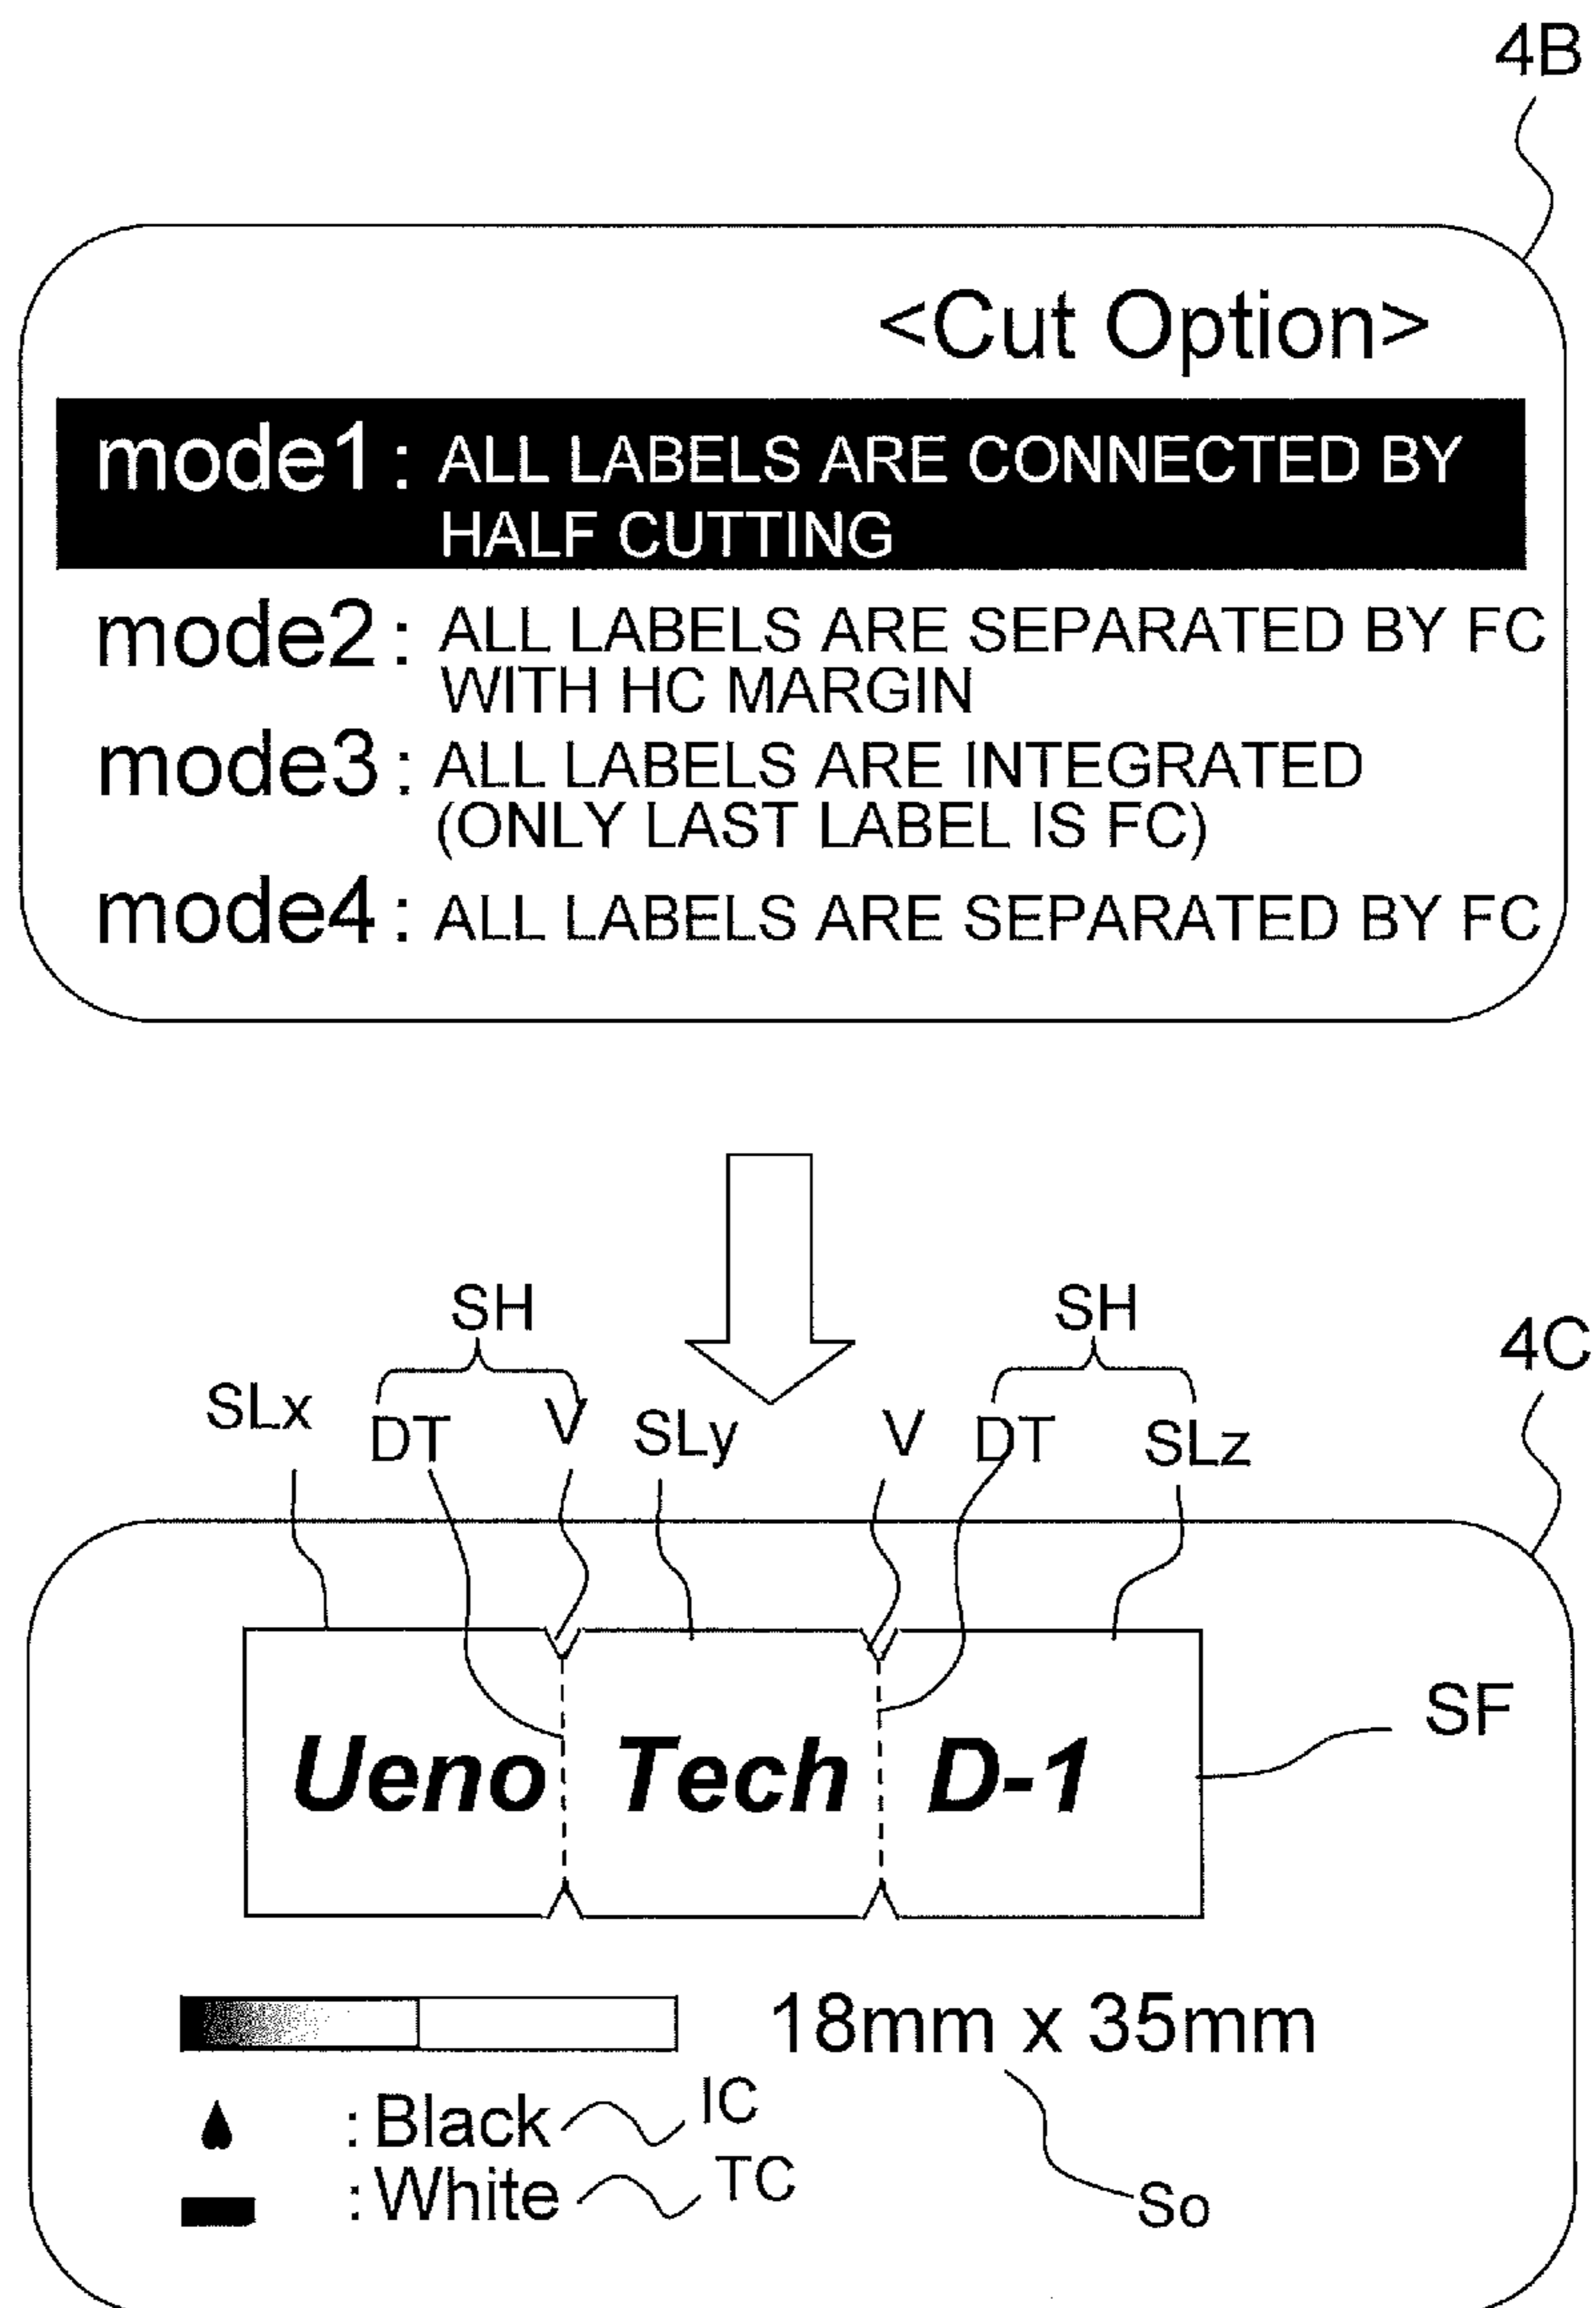 4B
<Cut Option>
mode1: ALL LABELS ARE CONNECTED BY
HALF CUTTING
mode2: ALL LABELS ARE SEPARATED BY FC
WITH HC MARGIN
mode3: ALL LABELS ARE INTEGRATED
(ONLY LAST LABEL IS FC)
mode4: ALL LABELS ARE SEPARATED BY FC
SH SH
4C
SLx DT V SLy V DT SLz
SF
Ueno Tech D-1
18mm x 35mm
:Black IC
:White TC
So